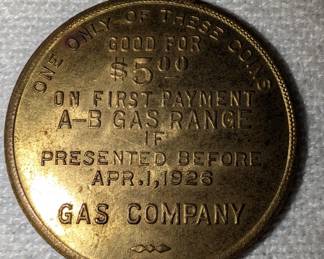 ONE ONLY OF THESE COINS
GOOD FOR
$5.00
ON FIRST PAYMENT
A-B GAS RANGE
IF
PRESENTED BEFORE
APR.1,1926
GAS COMPANY